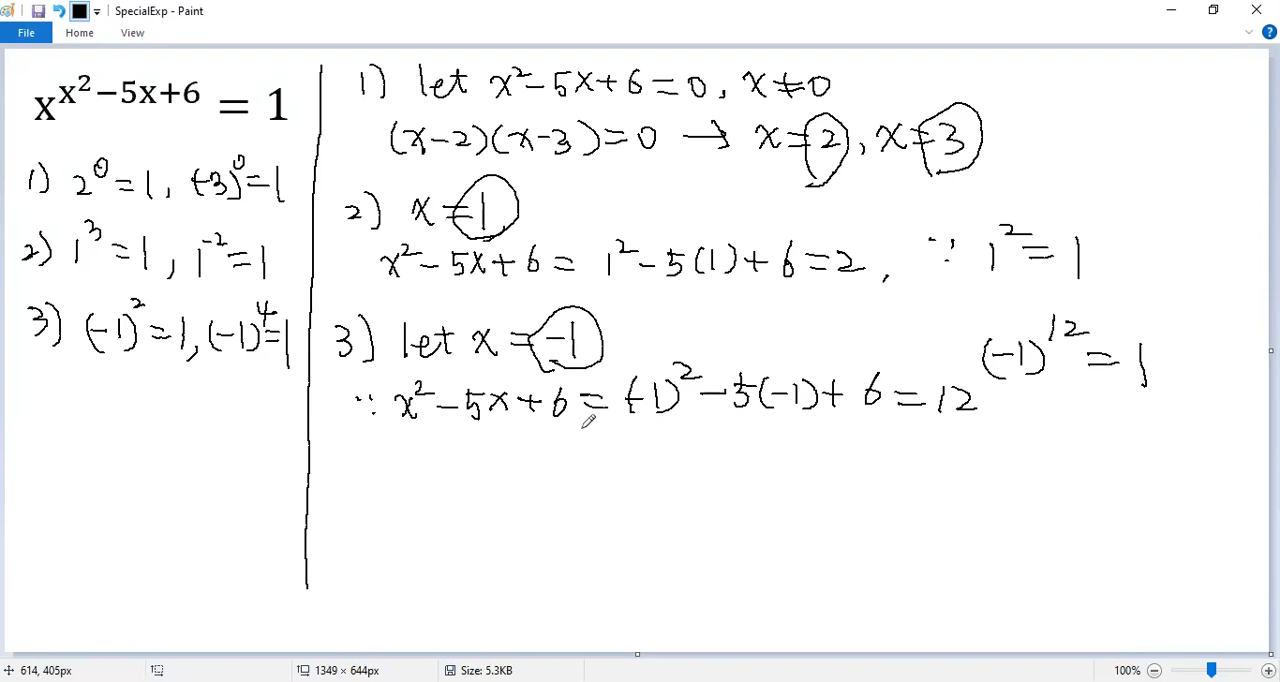 SpecialExp - Paint
File Home View
x^{x²−5x+6} = 1
1) 2⁰ = 1, (-3)⁰ = 1
2) 1³ = 1, 1⁻² = 1
3) (-1)² = 1, (-1)⁴ = 1
1) let x² - 5x + 6 = 0, x ≠ 0
(x-2)(x-3) = 0 → x = 2, x = 3
2) x = 1
x² - 5x + 6 = 1² - 5(1) + 6 = 2, ∵ 1² = 1
3) let x = -1
∵ x² - 5x + 6 = (-1)² - 5(-1) + 6 = 12 (-1)¹² = 1
614, 405px 1349 × 644px Size: 5.3KB 100%